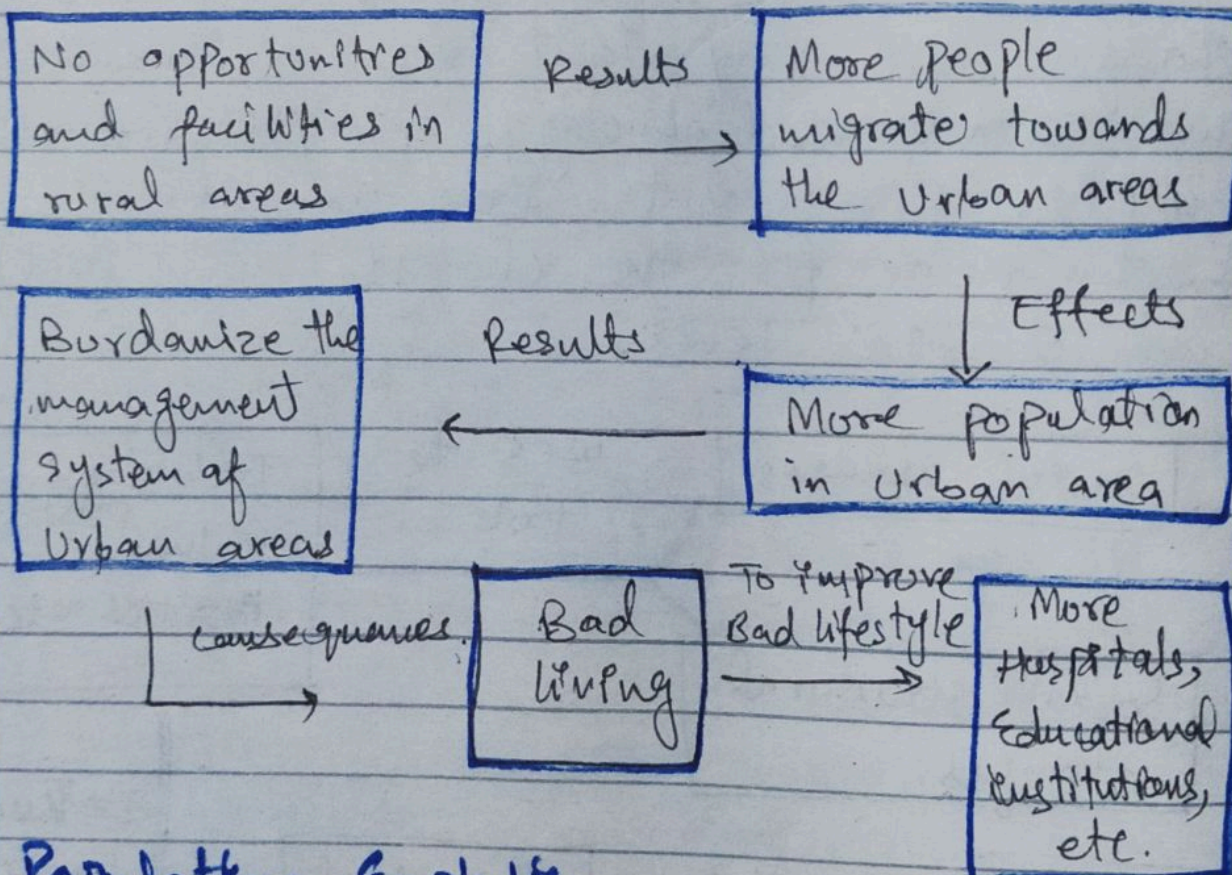 No opportunitres
and facilities in
rural areas
Results
More people
migrate towards
the Urban areas
Effects
More population
in Urban area
Results
Burdanize the
management
system of
Urban areas
consequences.
Bad
living
To improve
Bad lifestyle
More
Hospitals,
Educational
institutions,
etc.